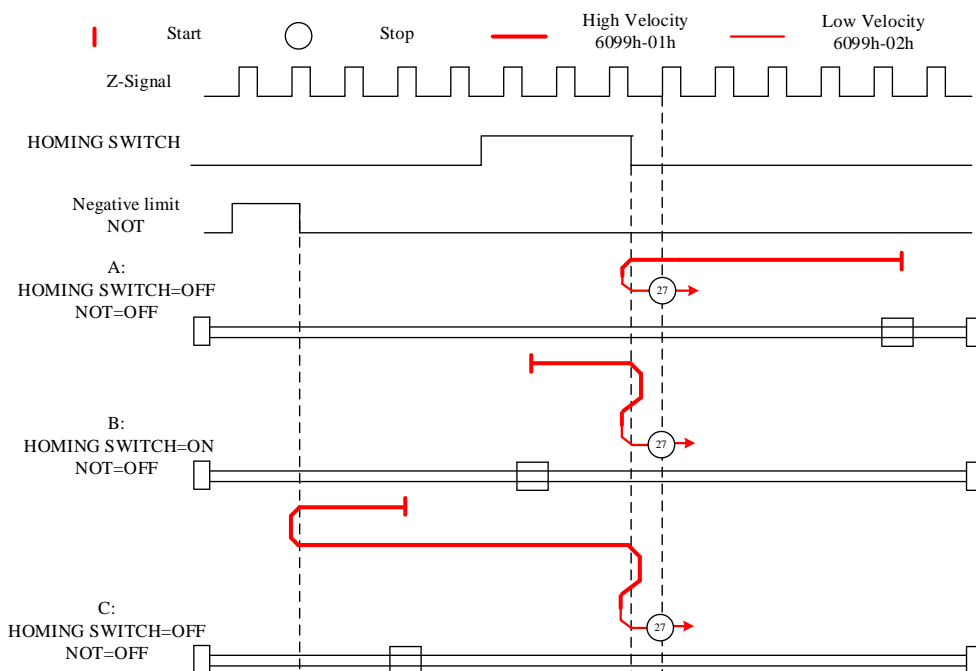 Start
Stop
High Velocity
6099h-01h
Low Velocity
6099h-02h
Z-Signal
HOMING SWITCH
Negative limit
NOT
A:
HOMING SWITCH=OFF
NOT=OFF
27
B:
HOMING SWITCH=ON
NOT=OFF
27
C:
HOMING SWITCH=OFF
NOT=OFF
27